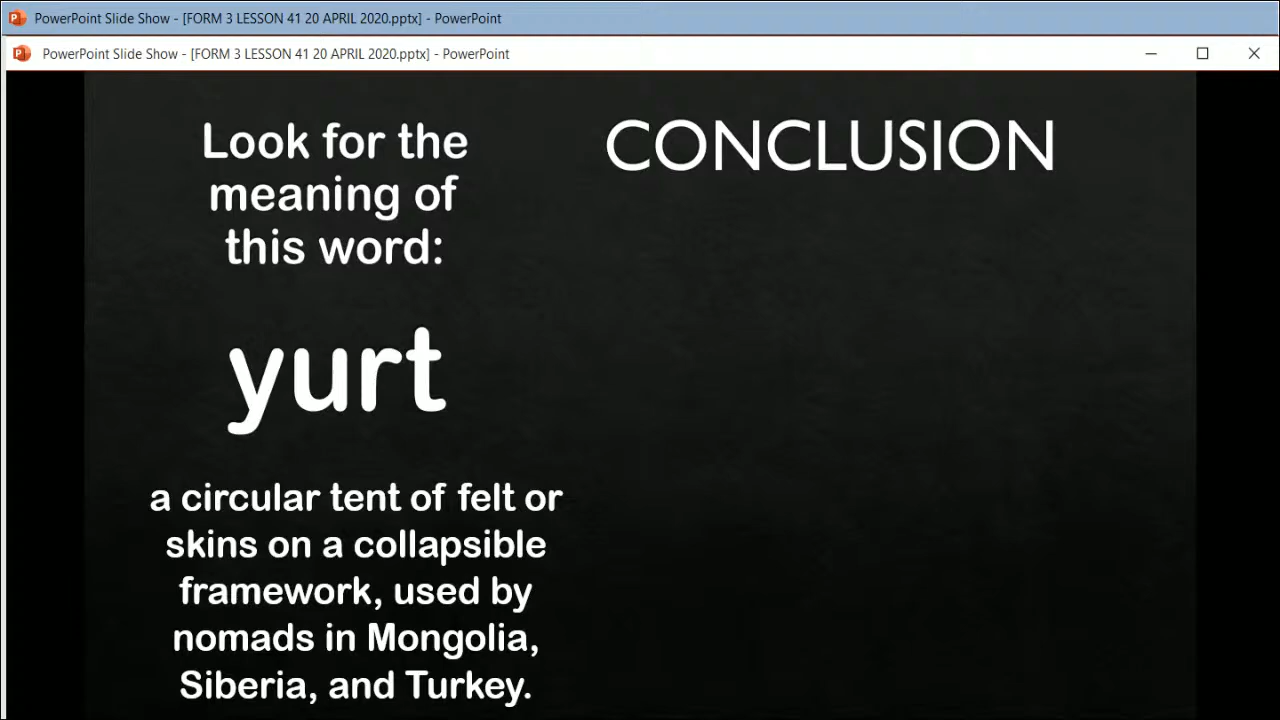 PowerPoint Slide Show - [FORM 3 LESSON 41 20 APRIL 2020.pptx] - PowerPoint
PowerPoint Slide Show - [FORM 3 LESSON 41 20 APRIL 2020.pptx] - PowerPoint
Look for the
meaning of
this word:
yurt
a circular tent of felt or
skins on a collapsible
framework, used by
nomads in Mongolia,
Siberia, and Turkey.
CONCLUSION